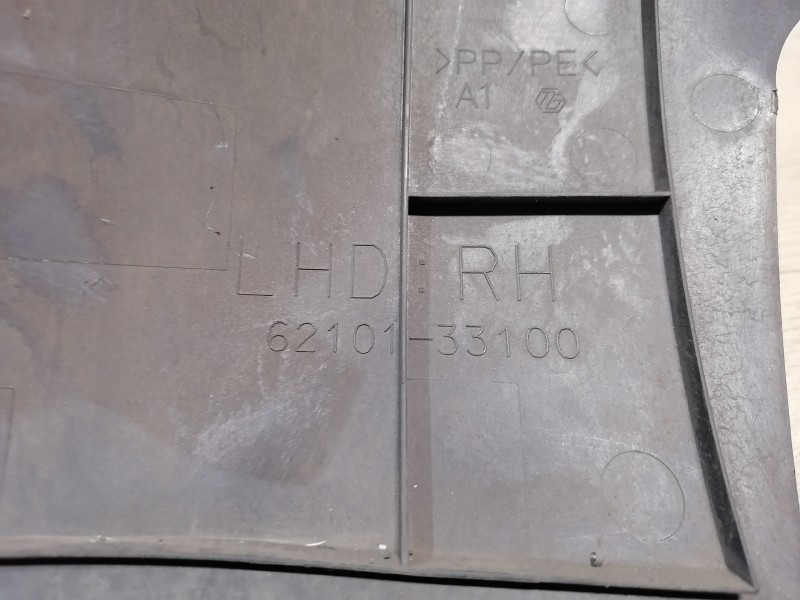 >PP/PE<
A1
LHD:RH
62101-33100